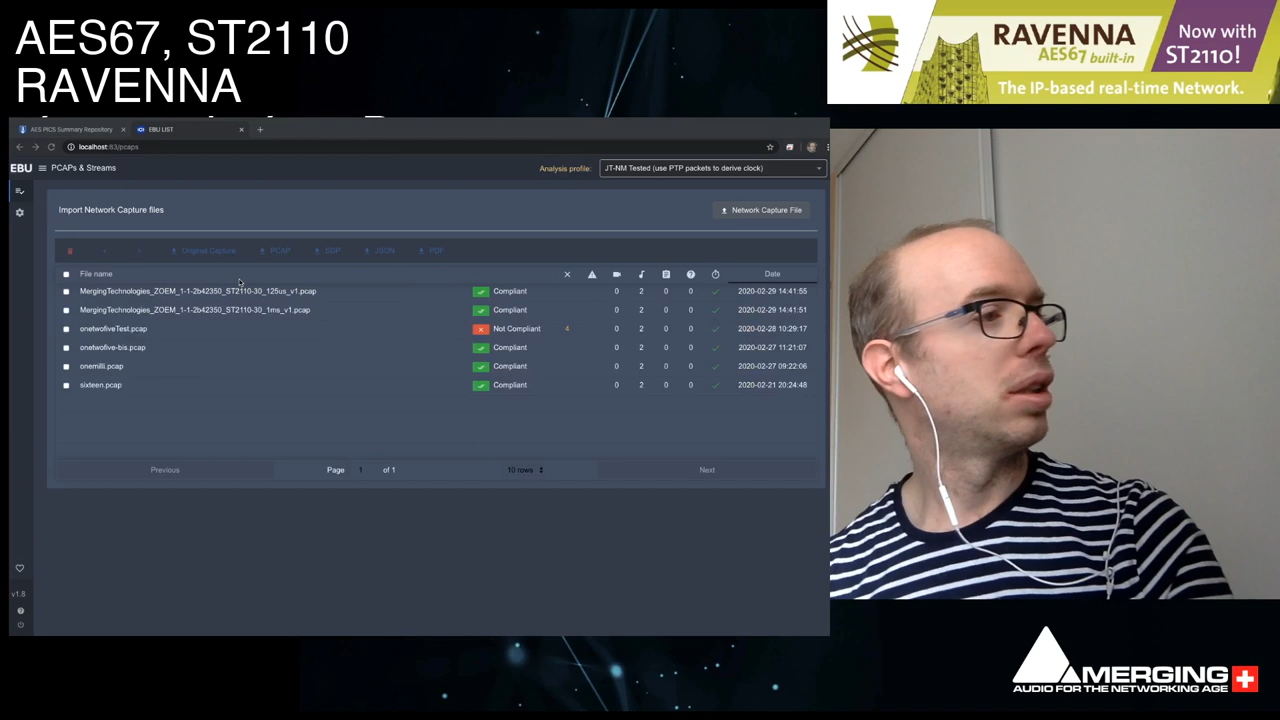 AES67, ST2110
RAVENNA
RAVENNA
AES67 built-in
Now with
ST2110!
The IP-based real-time Network.
AES PICS Summary Repository
EBU LIST
localhost:83/pcaps
EBU
PCAPs & Streams
Analysis profile:
JT-NM Tested (use PTP packets to derive clock)
Import Network Capture files
Network Capture File
Original Capture PCAP SDP JSON PDF
File name Date
MergingTechnologies_ZOEM_1-1-2b42350_ST2110-30_125us_v1.pcap Compliant 0 2 0 0 2020-02-29 14:41:55
MergingTechnologies_ZOEM_1-1-2b42350_ST2110-30_1ms_v1.pcap Compliant 0 2 0 0 2020-02-29 14:41:51
onetwofiveTest.pcap Not Compliant 4 0 2 0 0 2020-02-28 10:29:17
onetwofive-bis.pcap Compliant 0 2 0 0 2020-02-27 11:21:07
onemilli.pcap Compliant 0 2 0 0 2020-02-27 09:22:06
sixteen.pcap Compliant 0 2 0 0 2020-02-21 20:24:48
Previous Page 1 of 1 10 rows Next
v1.8
MERGING
AUDIO FOR THE NETWORKING AGE